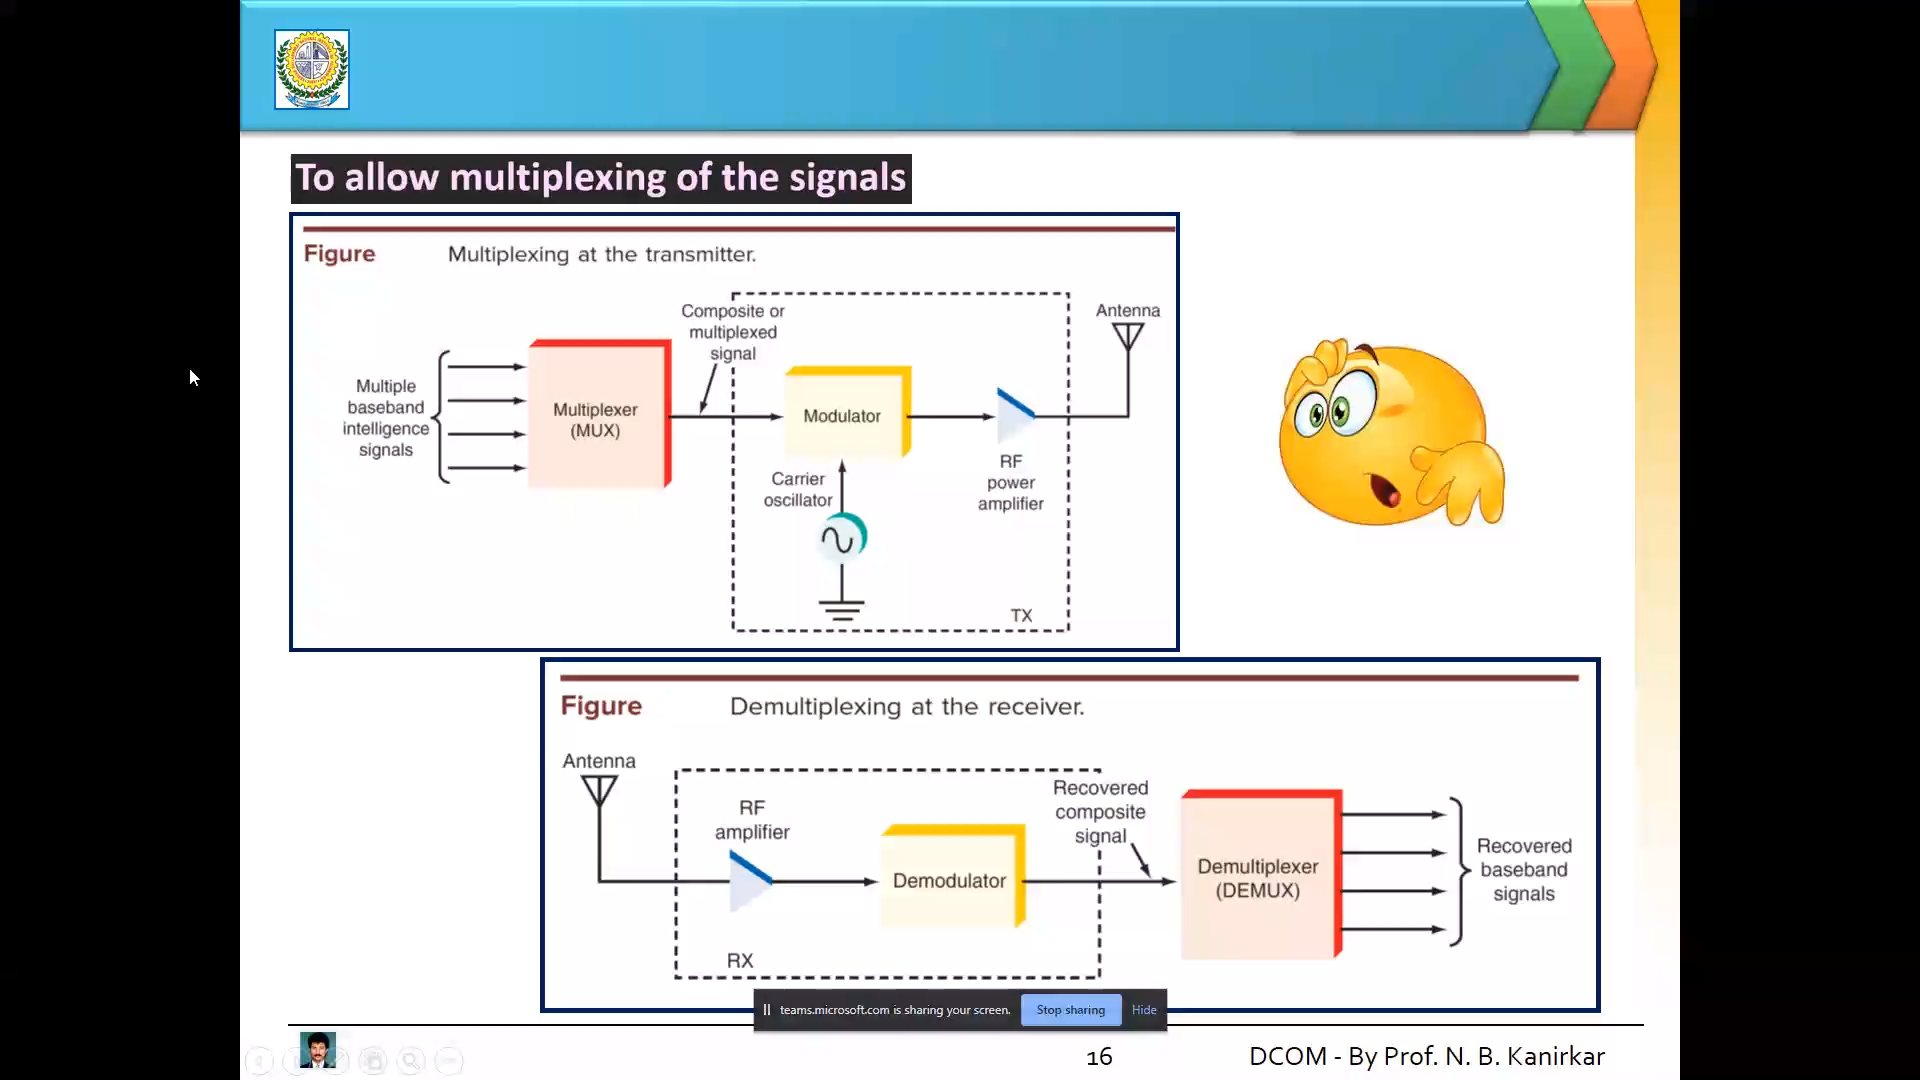 To allow multiplexing of the signals
Figure Multiplexing at the transmitter.
Multiple
baseband
intelligence
signals
Multiplexer
(MUX)
Composite or
multiplexed
signal
Modulator
Carrier
oscillator
RF
power
amplifier
Antenna
TX
Figure Demultiplexing at the receiver.
Antenna
RF
amplifier
Demodulator
RX
Recovered
composite
signal
Demultiplexer
(DEMUX)
Recovered
baseband
signals
teams.microsoft.com is sharing your screen. Stop sharing Hide
16 DCOM - By Prof. N. B. Kanirkar